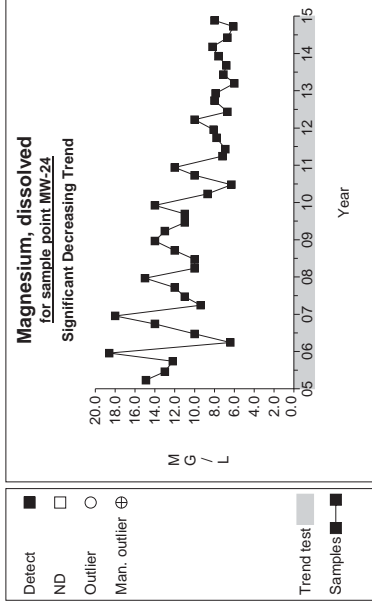 Magnesium, dissolved
for sample point MW-24
Significant Decreasing Trend
20.0
18.0
16.0
14.0
12.0
10.0
8.0
6.0
4.0
2.0
0.0
M
G
/
L
05
06
07
08
09
10
11
12
13
14
15
Year
Detect
ND
Outlier
Man. outlier
Trend test
Samples